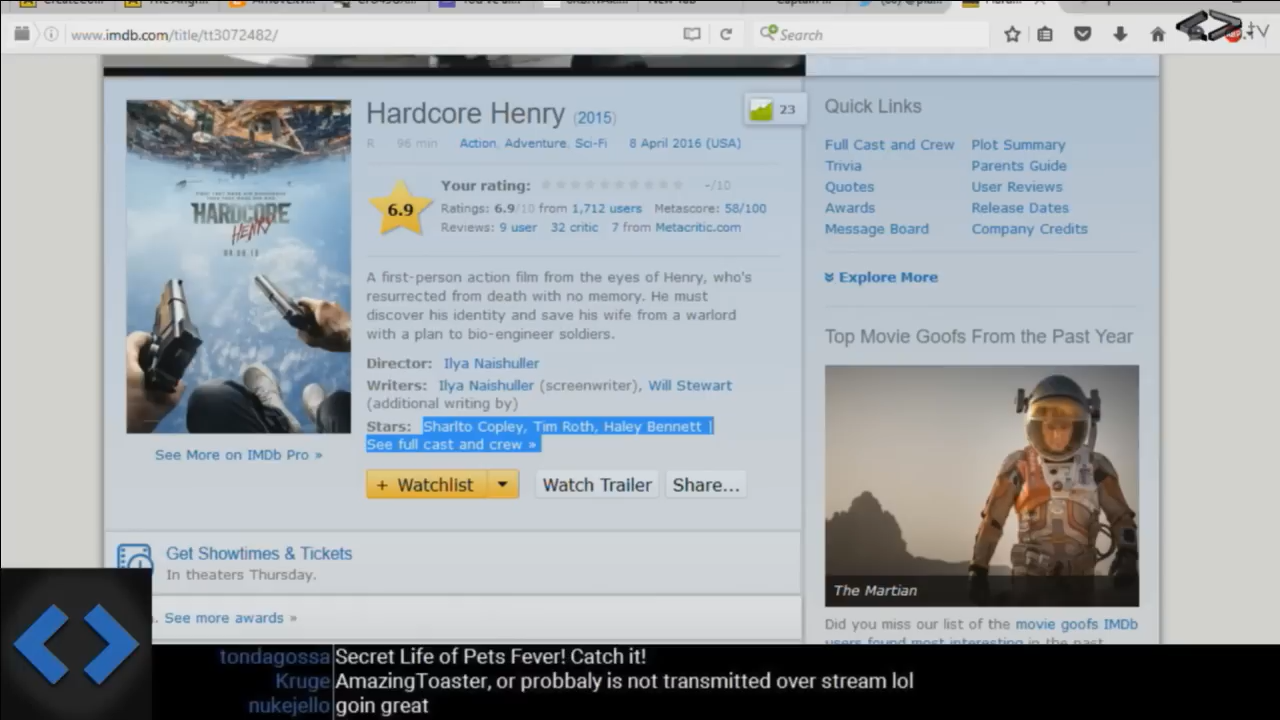 www.imdb.com/title/tt3072482/
Search
.TV
Hardcore Henry (2015)
23
R 96 min Action, Adventure, Sci-Fi 8 April 2016 (USA)
6.9
Your rating: -/10
Ratings: 6.9/10 from 1,712 users Metascore: 58/100
Reviews: 9 user 32 critic 7 from Metacritic.com
A first-person action film from the eyes of Henry, who's
resurrected from death with no memory. He must
discover his identity and save his wife from a warlord
with a plan to bio-engineer soldiers.
Director: Ilya Naishuller
Writers: Ilya Naishuller (screenwriter), Will Stewart
(additional writing by)
Stars: Sharlto Copley, Tim Roth, Haley Bennett |
See full cast and crew »
+ Watchlist
Watch Trailer
Share...
HARDCORE
HENRY
See More on IMDb Pro »
Get Showtimes & Tickets
In theaters Thursday.
See more awards »
Quick Links
Full Cast and Crew Plot Summary
Trivia Parents Guide
Quotes User Reviews
Awards Release Dates
Message Board Company Credits
Explore More
Top Movie Goofs From the Past Year
The Martian
Did you miss our list of the movie goofs IMDb
users found most interesting in the past
tondagossa Secret Life of Pets Fever! Catch it!
Kruge AmazingToaster, or probbaly is not transmitted over stream lol
nukejello goin great